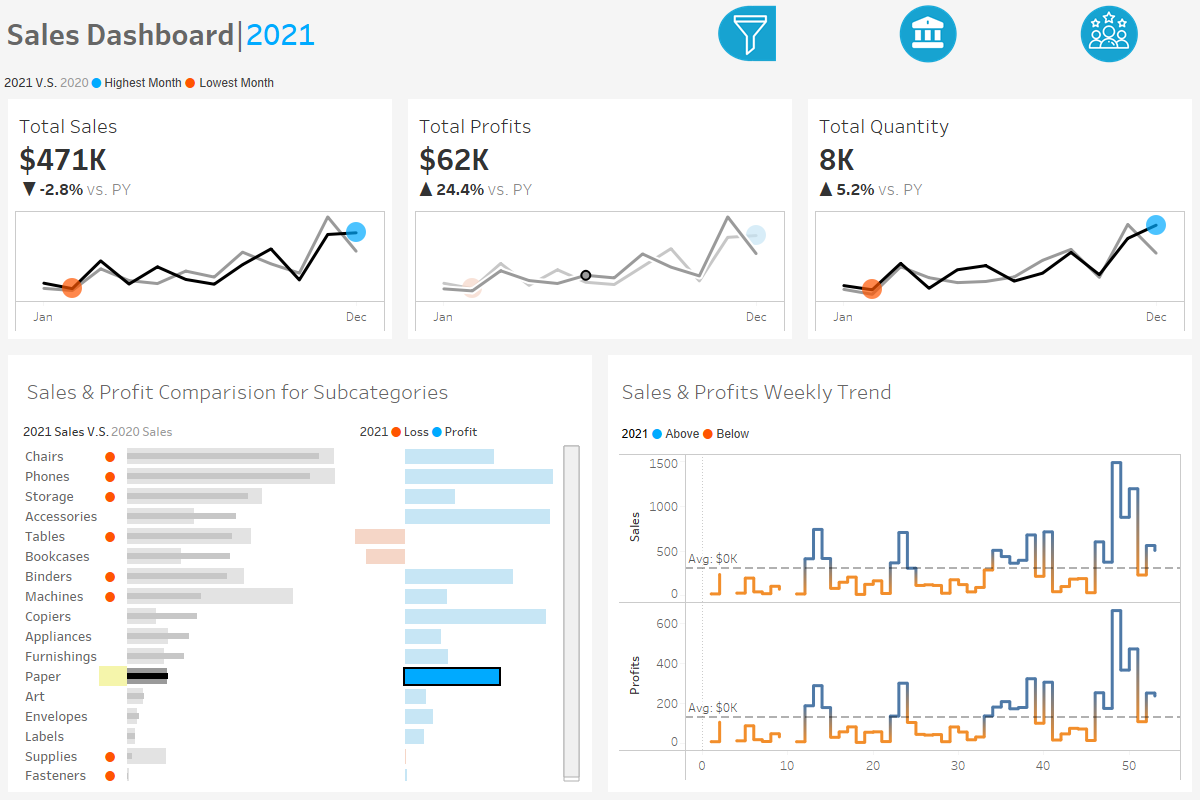 Sales Dashboard|2021
2021 V.S. 2020 Highest Month Lowest Month
Total Sales
$471K
▼ -2.8% vs. PY
Jan Dec
Total Profits
$62K
▲ 24.4% vs. PY
Jan Dec
Total Quantity
8K
▲ 5.2% vs. PY
Jan Dec
Sales & Profit Comparision for Subcategories
2021 Sales V.S. 2020 Sales
2021 Loss Profit
Chairs
Phones
Storage
Accessories
Tables
Bookcases
Binders
Machines
Copiers
Appliances
Furnishings
Paper
Art
Envelopes
Labels
Supplies
Fasteners
Sales & Profits Weekly Trend
2021 Above Below
Sales
1500
1000
500
0
Avg: $0K
Profits
600
400
200
0
Avg: $0K
0 10 20 30 40 50